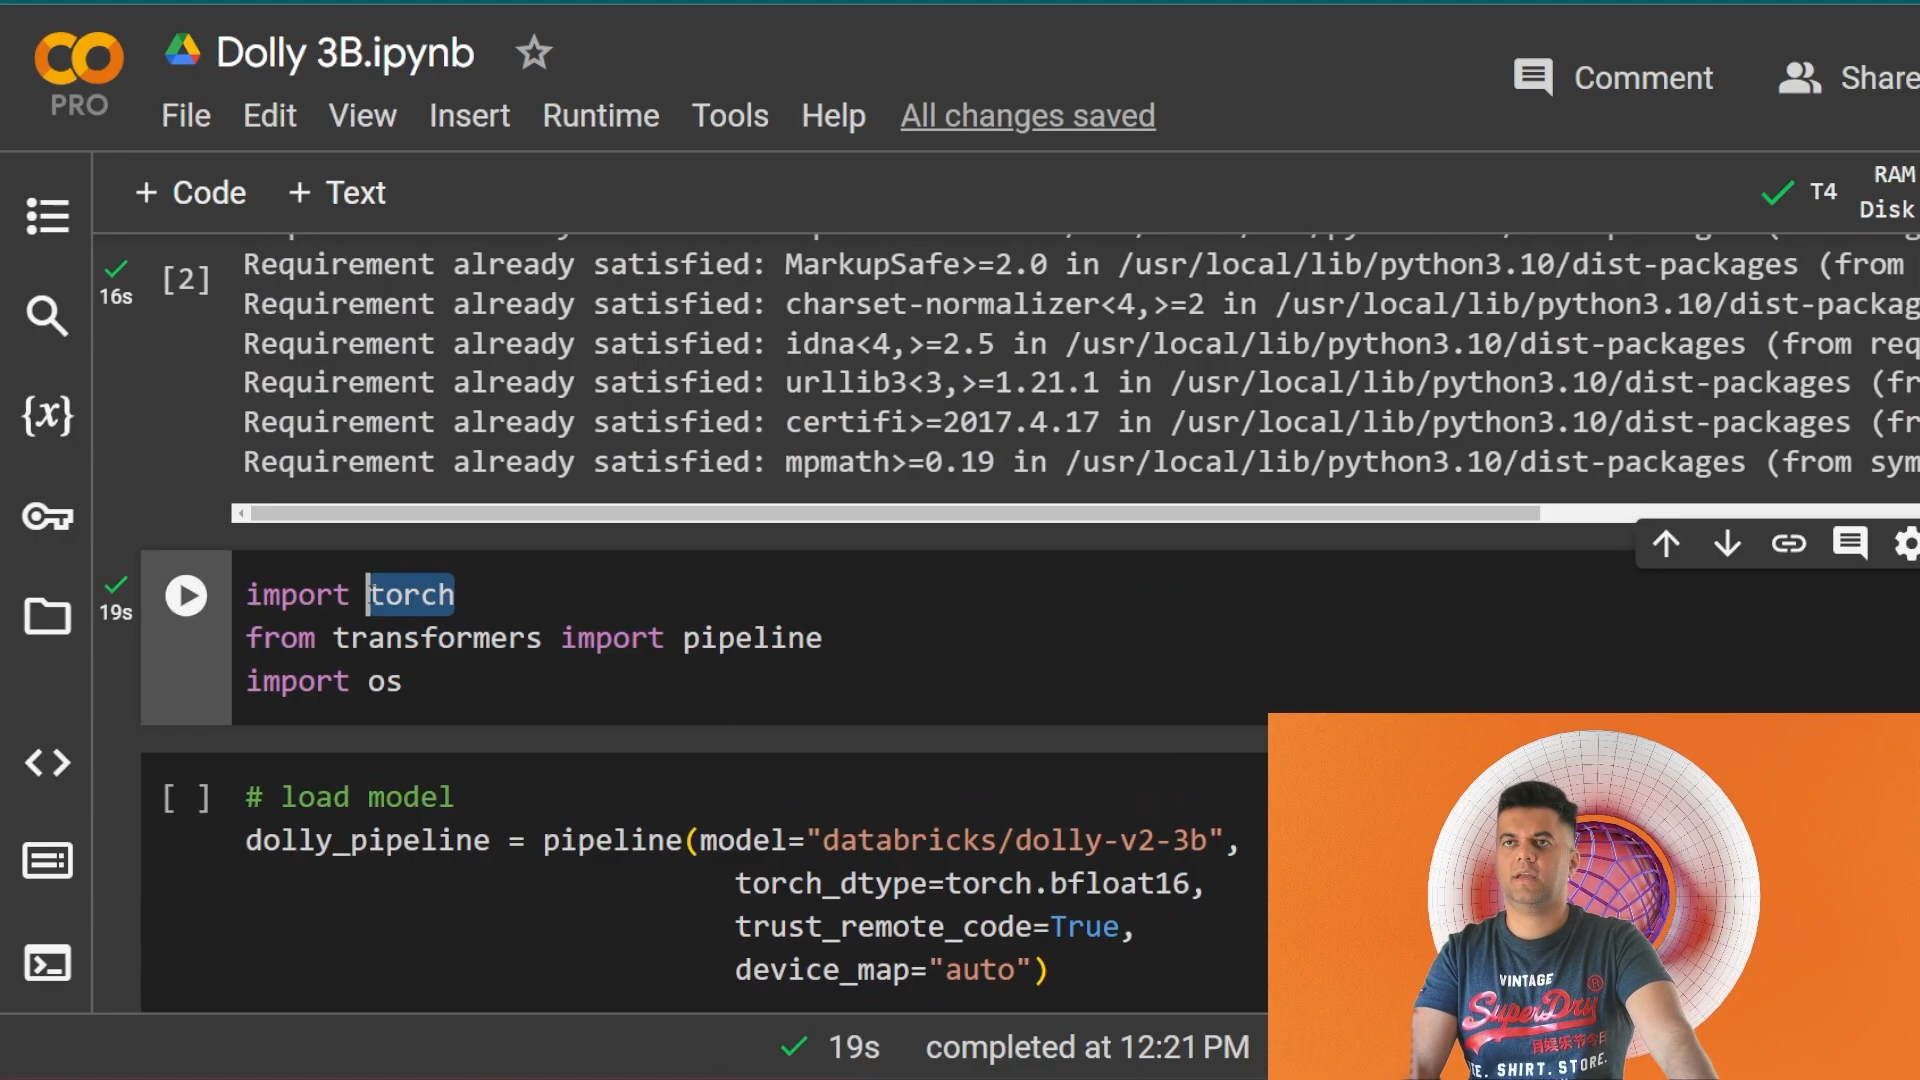 Dolly 3B.ipynb
Comment
Share
PRO
File Edit View Insert Runtime Tools Help All changes saved
+ Code + Text
T4
RAM
Disk
16s
[2]
Requirement already satisfied: MarkupSafe>=2.0 in /usr/local/lib/python3.10/dist-packages (from
Requirement already satisfied: charset-normalizer<4,>=2 in /usr/local/lib/python3.10/dist-packag
Requirement already satisfied: idna<4,>=2.5 in /usr/local/lib/python3.10/dist-packages (from req
Requirement already satisfied: urllib3<3,>=1.21.1 in /usr/local/lib/python3.10/dist-packages (fr
Requirement already satisfied: certifi>=2017.4.17 in /usr/local/lib/python3.10/dist-packages (fr
Requirement already satisfied: mpmath>=0.19 in /usr/local/lib/python3.10/dist-packages (from sym
19s
import torch
from transformers import pipeline
import os
[ ]
# load model
dolly_pipeline = pipeline(model="databricks/dolly-v2-3b",
torch_dtype=torch.bfloat16,
trust_remote_code=True,
device_map="auto")
19s completed at 12:21 PM
VINTAGE
SuperDry
E. SHIRT. STORE.